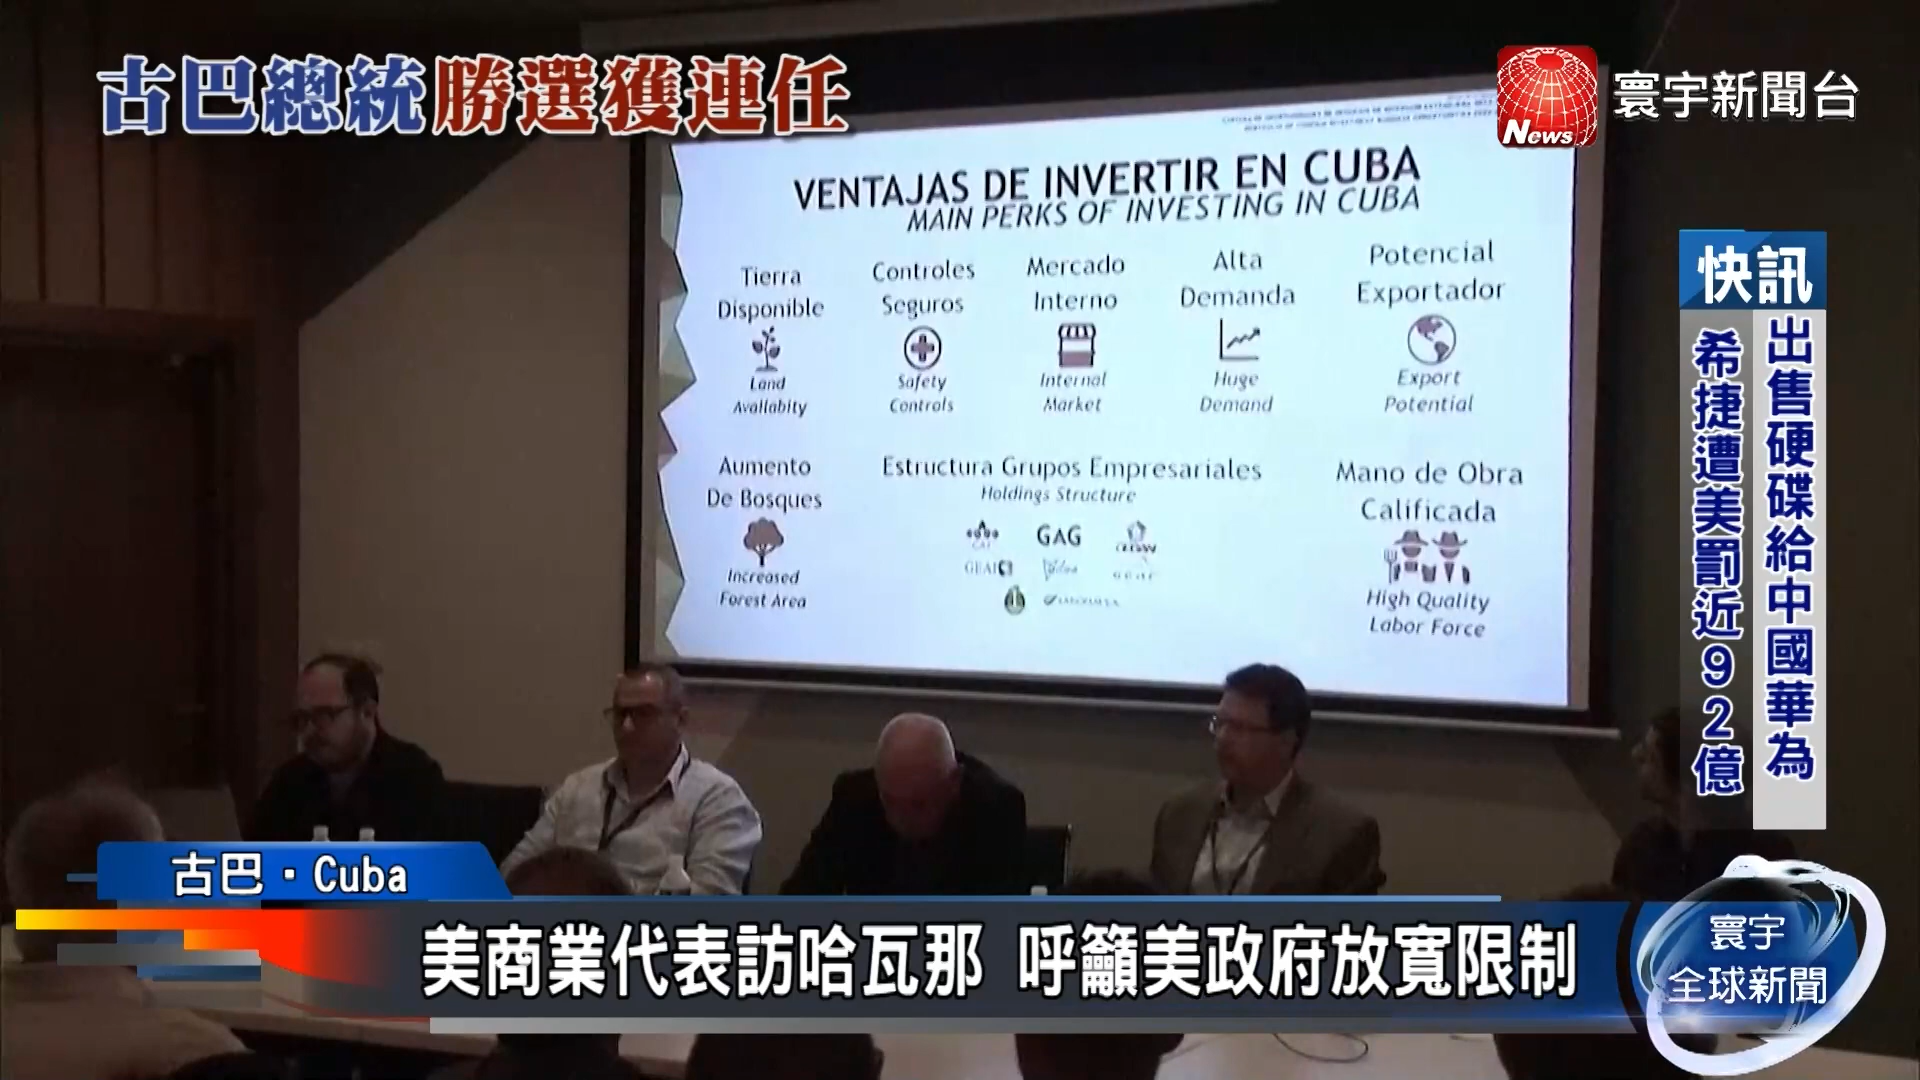 古巴總統勝選獲連任
News
寰宇新聞台
VENTAJAS DE INVERTIR EN CUBA
MAIN PERKS OF INVESTING IN CUBA
Tierra
Disponible
Land
Availabity
Controles
Seguros
Safety
Controls
Mercado
Interno
Internal
Market
Alta
Demanda
Huge
Demand
Potencial
Exportador
Export
Potential
Aumento
De Bosques
Increased
Forest Area
Estructura Grupos Empresariales
Holdings Structure
GAG
Mano de Obra
Calificada
High Quality
Labor Force
快訊
出售硬碟給中國華為
希捷遭美罰近92億
古巴·Cuba
美商業代表訪哈瓦那 呼籲美政府放寬限制
寰宇
全球新聞